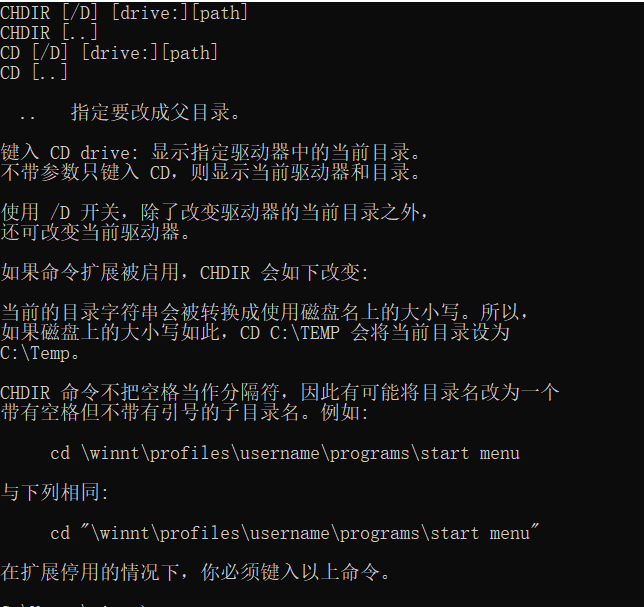 CHDIR [/D] [drive:][path]
CHDIR [..]
CD [/D] [drive:][path]
CD [..]
.. 指定要改成父目录。
键入 CD drive: 显示指定驱动器中的当前目录。
不带参数只键入 CD，则显示当前驱动器和目录。
使用 /D 开关，除了改变驱动器的当前目录之外，
还可改变当前驱动器。
如果命令扩展被启用，CHDIR 会如下改变:
当前的目录字符串会被转换成使用磁盘名上的大小写。所以，
如果磁盘上的大小写如此，CD C:\TEMP 会将当前目录设为
C:\Temp。
CHDIR 命令不把空格当作分隔符，因此有可能将目录名改为一个
带有空格但不带有引号的子目录名。例如:
cd \winnt\profiles\username\programs\start menu
与下列相同:
cd "\winnt\profiles\username\programs\start menu"
在扩展停用的情况下，你必须键入以上命令。